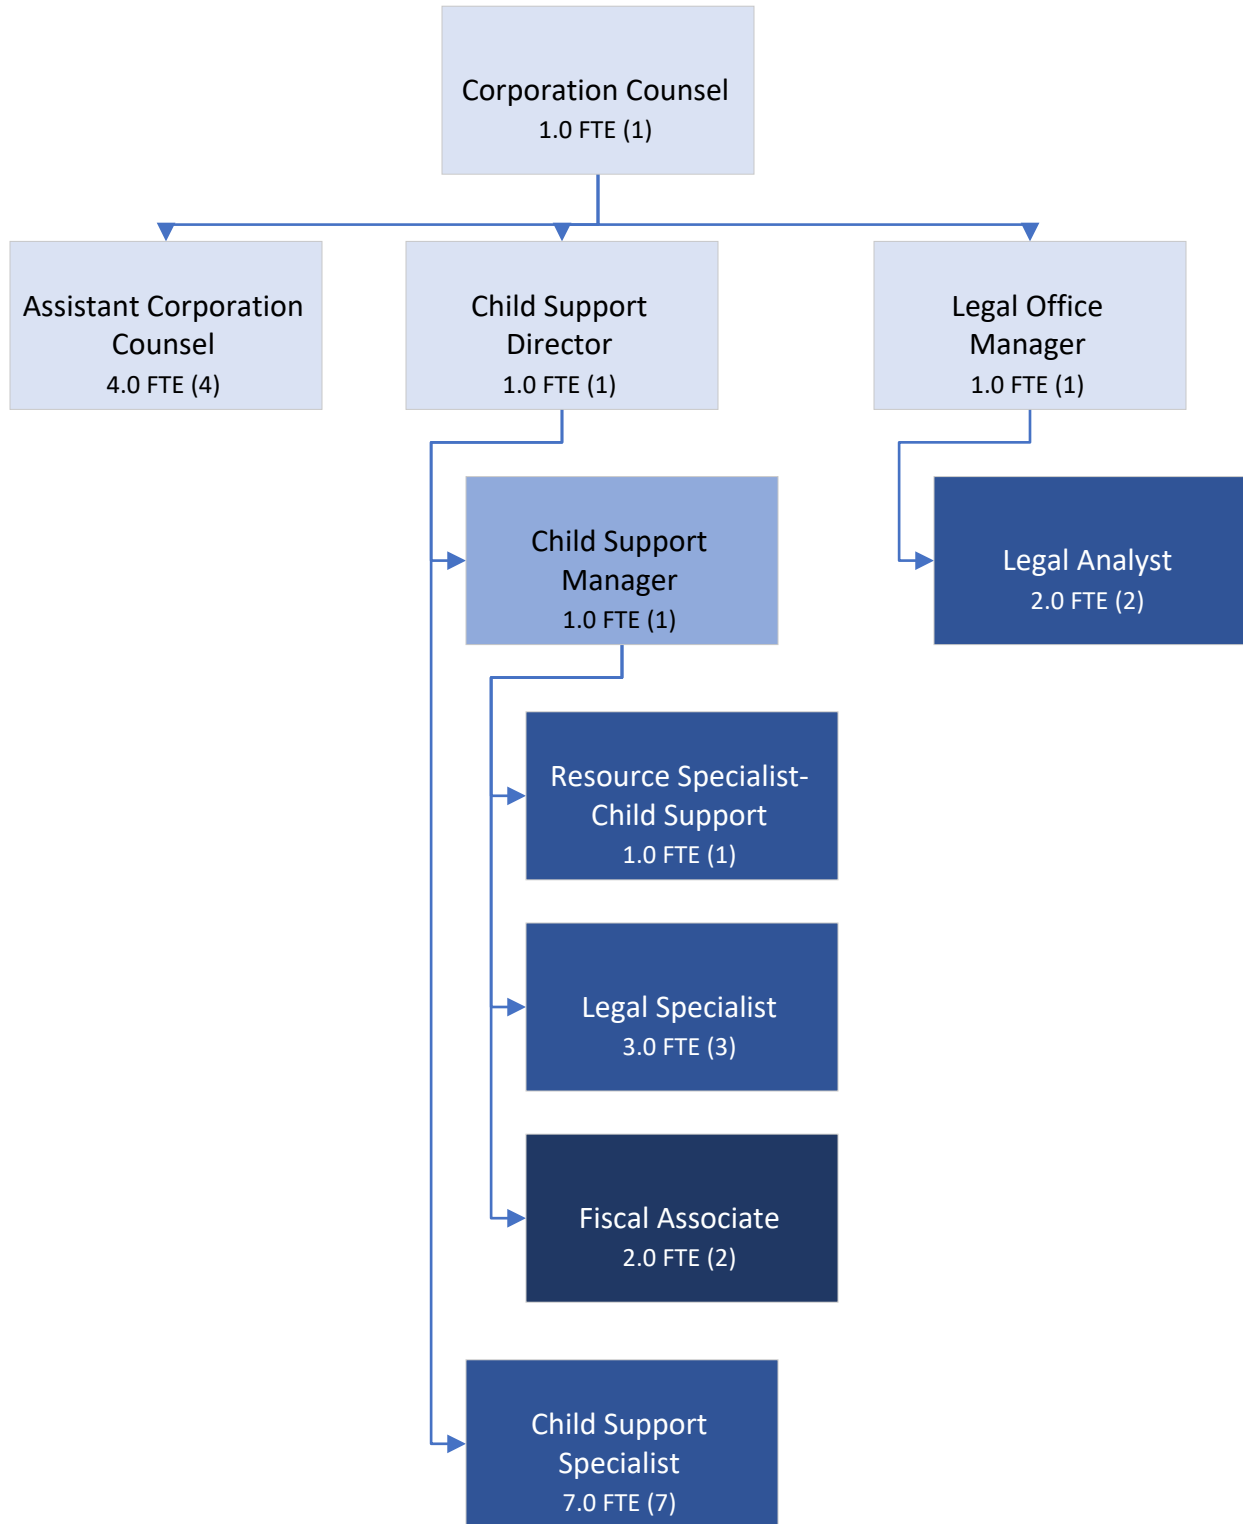 Corporation Counsel
1.0 FTE (1)
Assistant Corporation
Counsel
4.0 FTE (4)
Child Support
Director
1.0 FTE (1)
Legal Office
Manager
1.0 FTE (1)
Child Support
Manager
1.0 FTE (1)
Legal Analyst
2.0 FTE (2)
Resource Specialist-
Child Support
1.0 FTE (1)
Legal Specialist
3.0 FTE (3)
Fiscal Associate
2.0 FTE (2)
Child Support
Specialist
7.0 FTE (7)